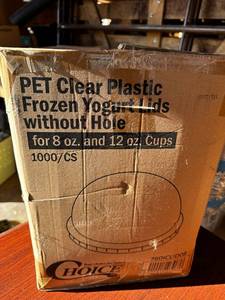 PET Clear Plastic
Frozen Yogurt Lids
without Hole
for 8 oz. and 12 oz. Cups
1000/CS
CHOICE